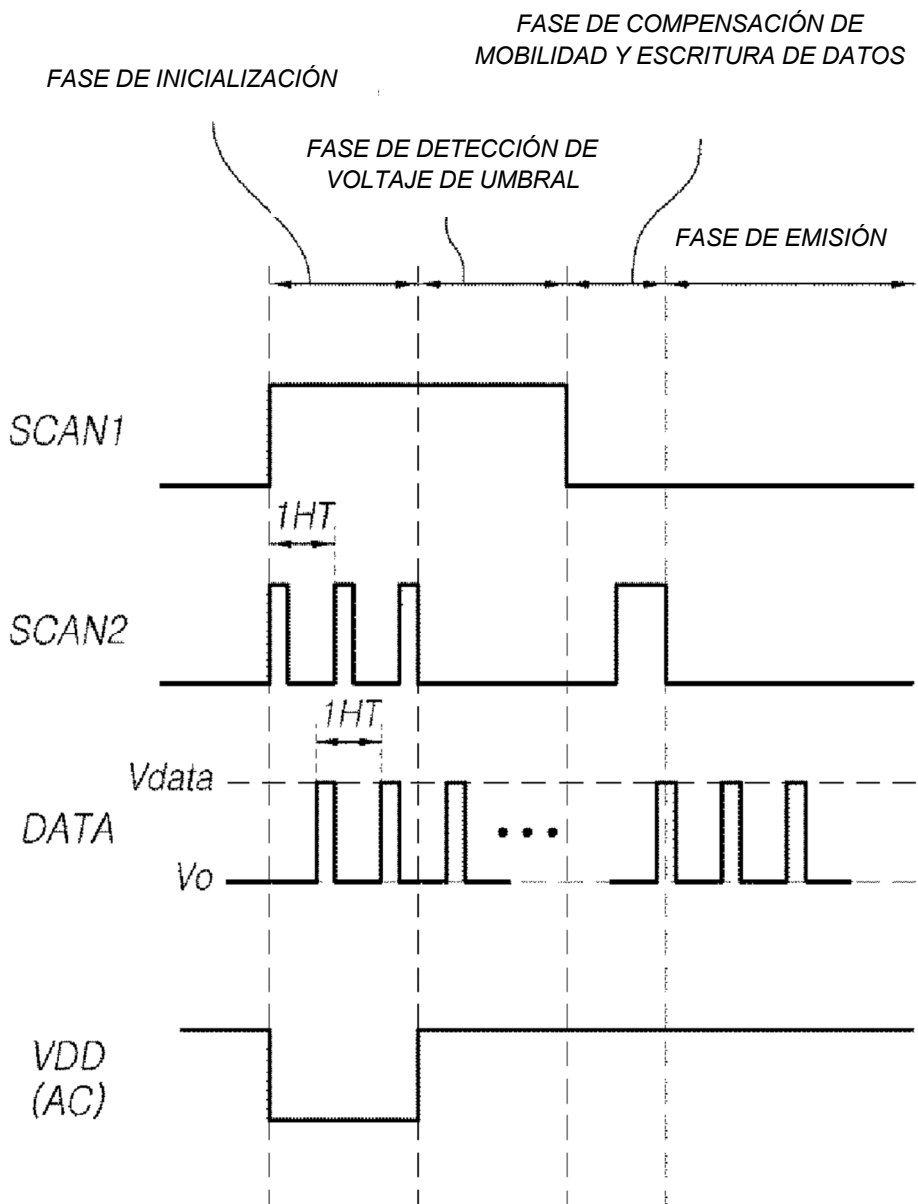 FASE DE COMPENSACIÓN DE
MOBILIDAD Y ESCRITURA DE DATOS
FASE DE INICIALIZACIÓN
FASE DE DETECCIÓN DE
VOLTAJE DE UMBRAL
FASE DE EMISIÓN
SCAN1
1HT
SCAN2
1HT
Vdata
DATA
Vo
VDD
(AC)